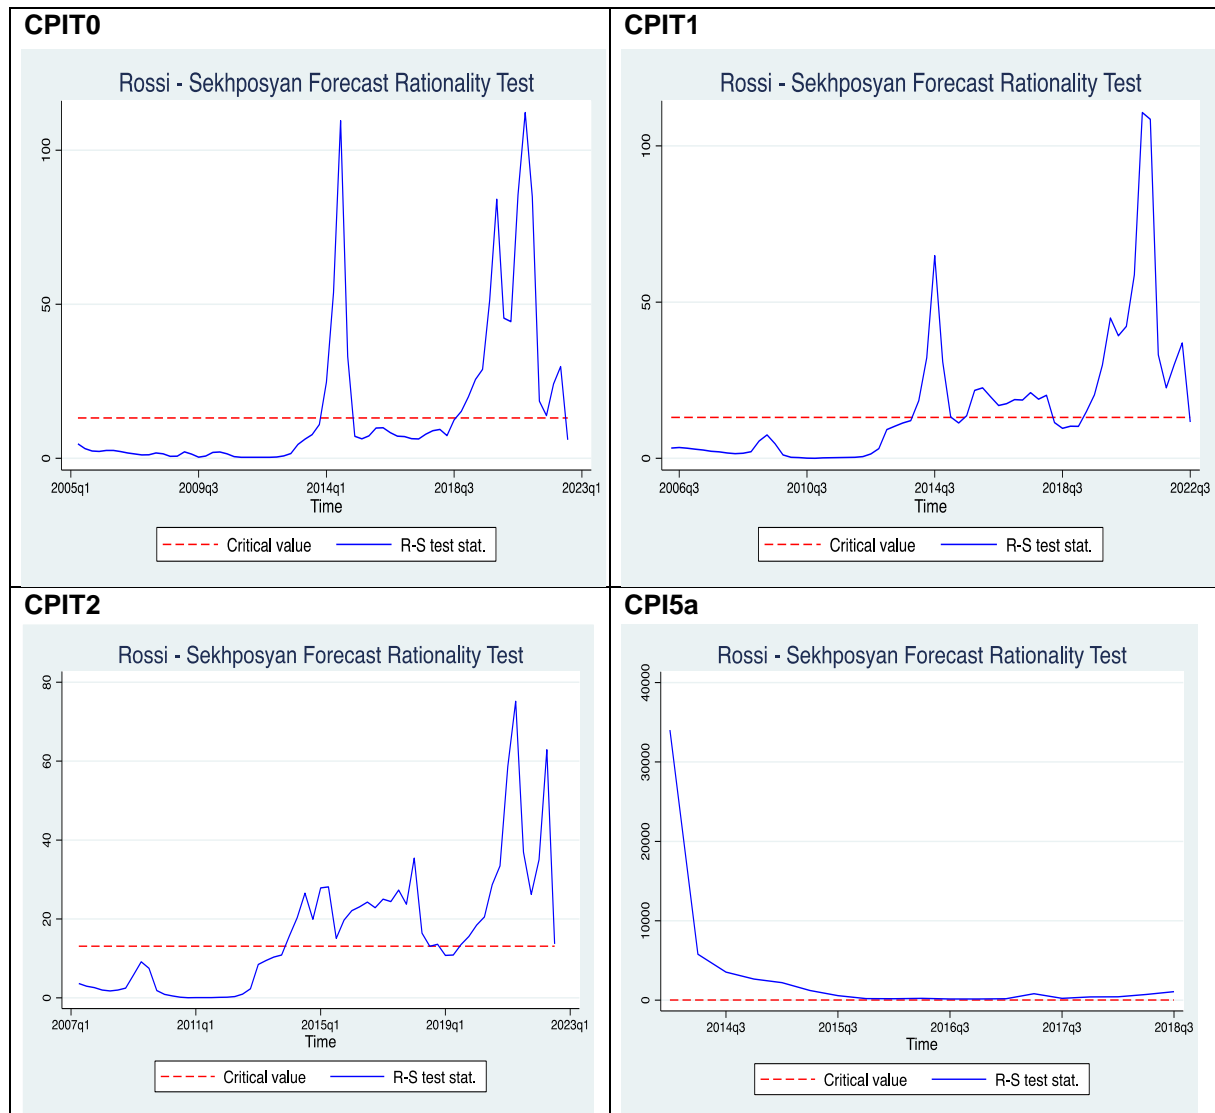 CPIT0
Rossi - Sekhposyan Forecast Rationality Test
100
50
0
2005q1 2009q3 2014q1 2018q3 2023q1
Time
Critical value R-S test stat.
CPIT1
Rossi - Sekhposyan Forecast Rationality Test
100
50
0
2006q3 2010q3 2014q3 2018q3 2022q3
Time
Critical value R-S test stat.
CPIT2
Rossi - Sekhposyan Forecast Rationality Test
80
60
40
20
0
2007q1 2011q1 2015q1 2019q1 2023q1
Time
Critical value R-S test stat.
CPI5a
Rossi - Sekhposyan Forecast Rationality Test
40000
30000
20000
10000
0
2014q3 2015q3 2016q3 2017q3 2018q3
Time
Critical value R-S test stat.